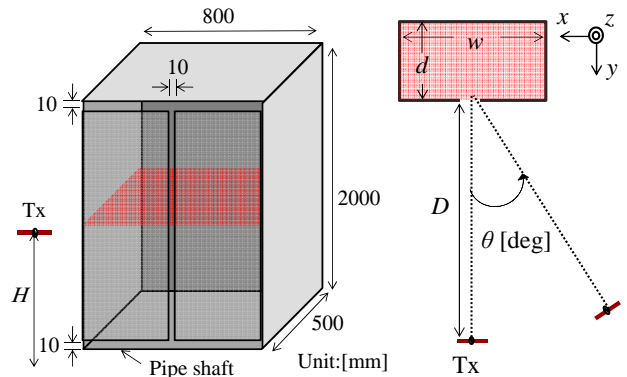 800
10
10
2000
Tx
H
10
500
Pipe shaft
Unit:[mm]
w
d
x
z
y
D
θ [deg]
Tx